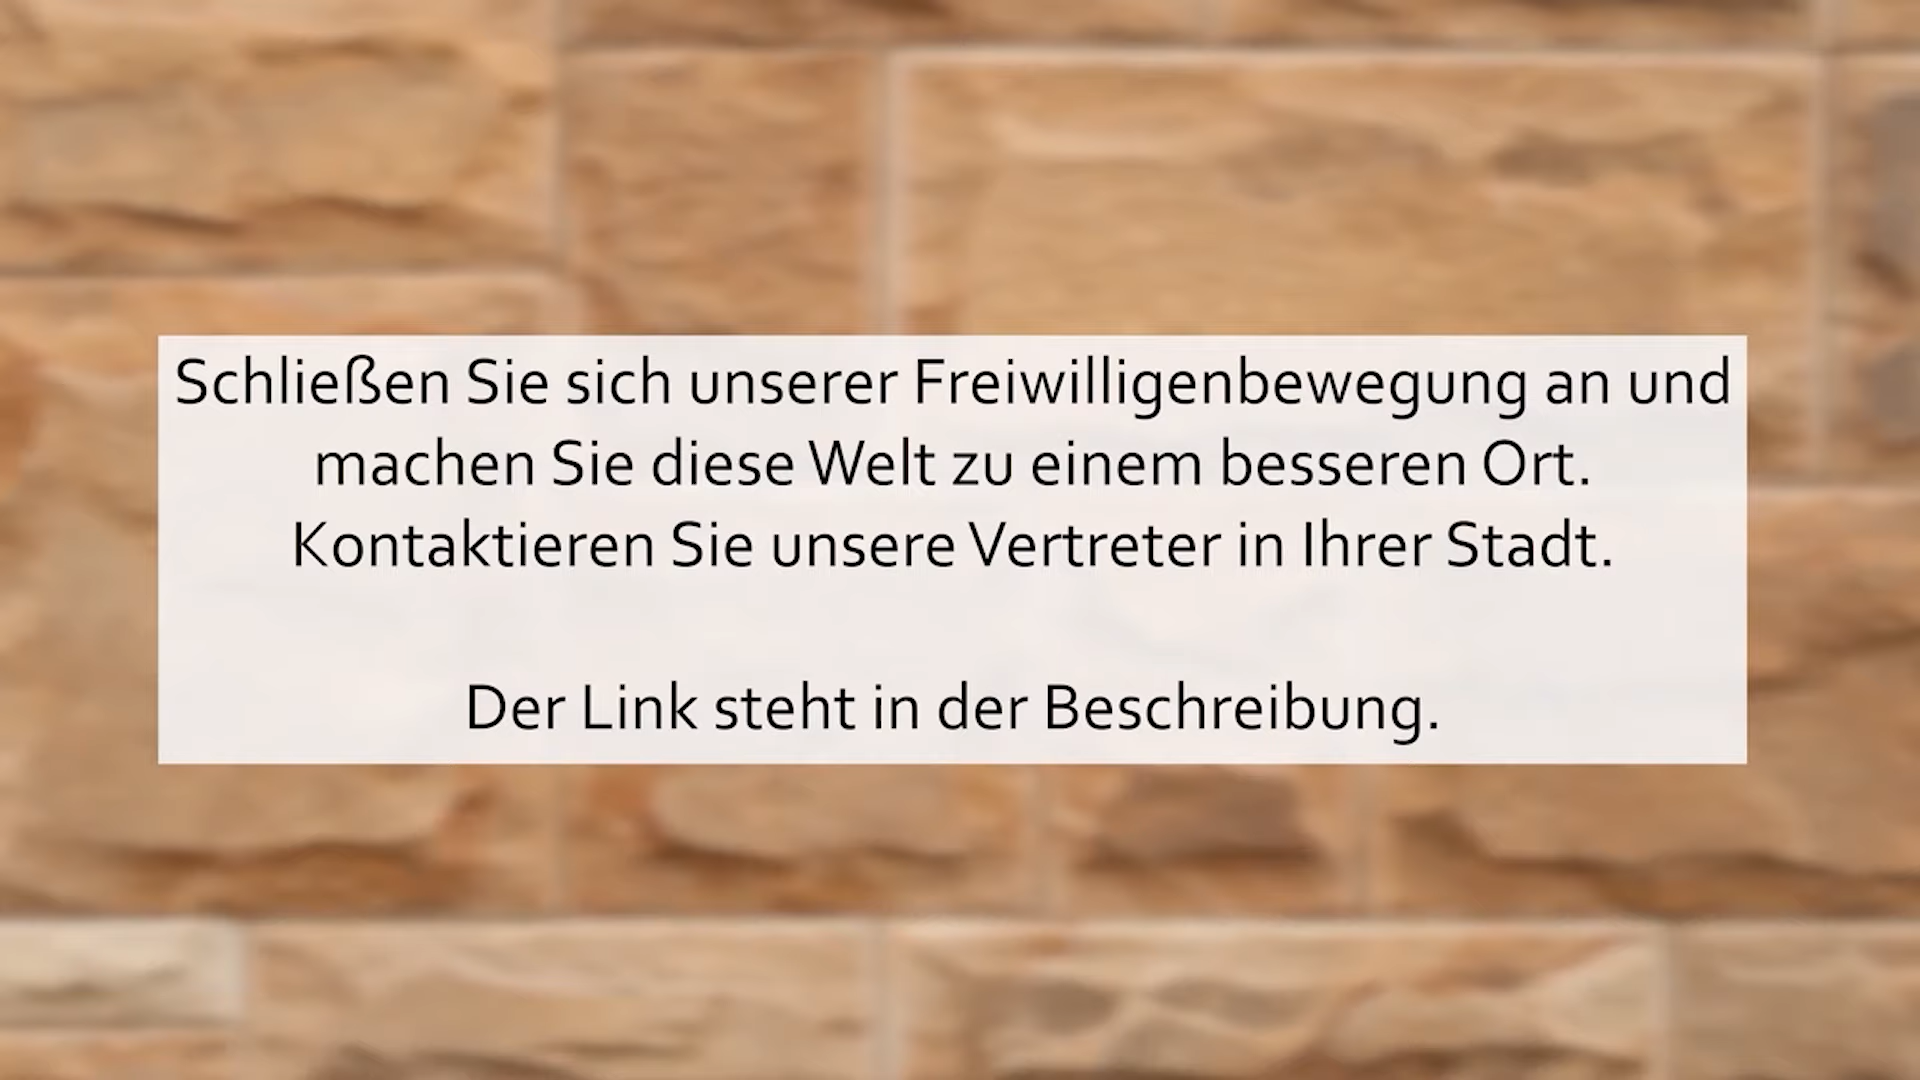 Schließen Sie sich unserer Freiwilligenbewegung an und
machen Sie diese Welt zu einem besseren Ort.
Kontaktieren Sie unsere Vertreter in Ihrer Stadt.
Der Link steht in der Beschreibung.